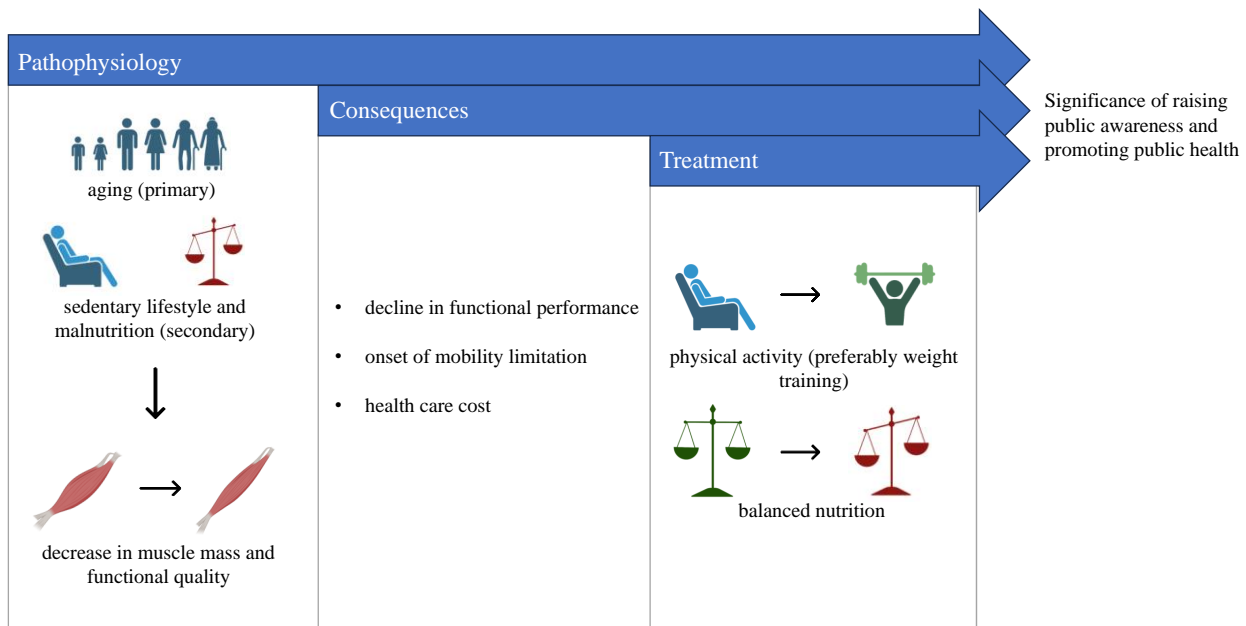 Pathophysiology
Consequences
Treatment
Significance of raising
public awareness and
promoting public health
aging (primary)
sedentary lifestyle and
malnutrition (secondary)
decrease in muscle mass and
functional quality
• decline in functional performance
• onset of mobility limitation
• health care cost
physical activity (preferably weight
training)
balanced nutrition